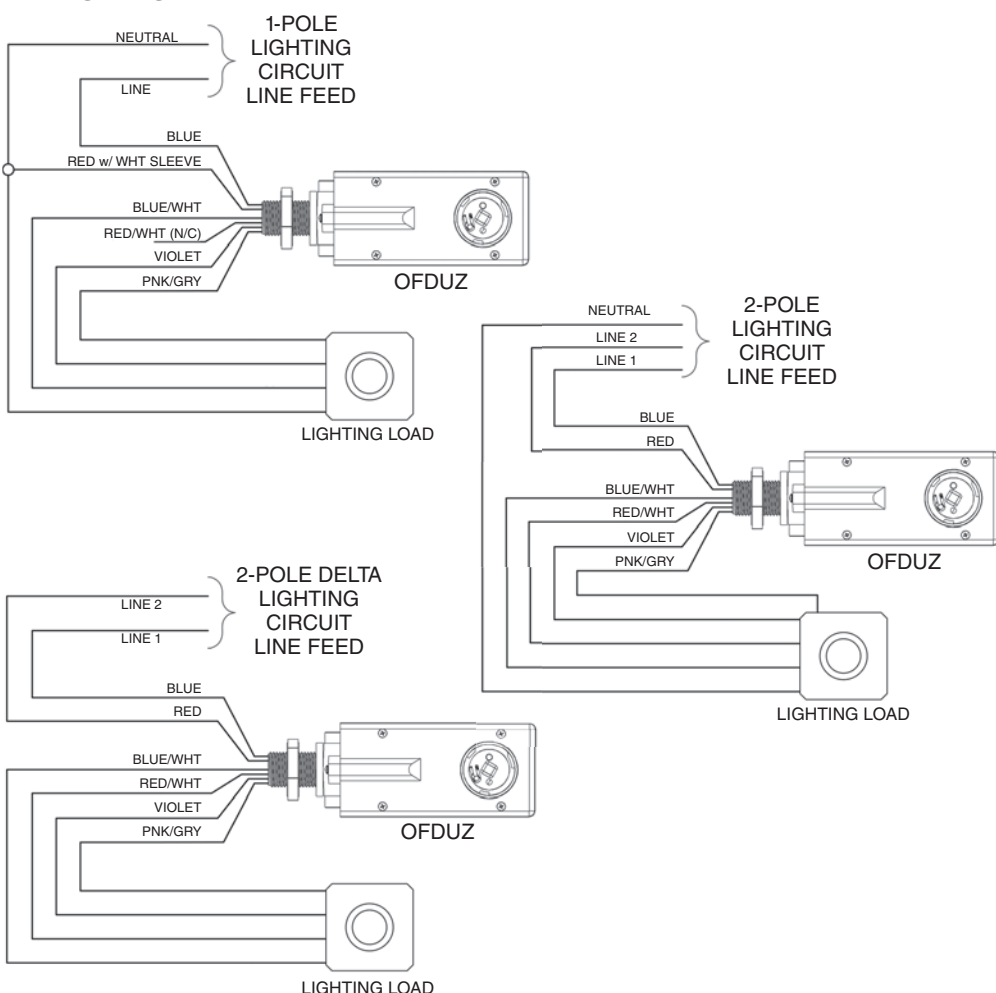 1-POLE
LIGHTING
CIRCUIT
LINE FEED
NEUTRAL
LINE
BLUE
RED w/ WHT SLEEVE
BLUE/WHT
RED/WHT (N/C)
VIOLET
PNK/GRY
OFDUZ
LIGHTING LOAD
2-POLE
LIGHTING
CIRCUIT
LINE FEED
NEUTRAL
LINE 2
LINE 1
BLUE
RED
BLUE/WHT
RED/WHT
VIOLET
PNK/GRY
OFDUZ
LIGHTING LOAD
2-POLE DELTA
LIGHTING
CIRCUIT
LINE FEED
LINE 2
LINE 1
BLUE
RED
BLUE/WHT
RED/WHT
VIOLET
PNK/GRY
OFDUZ
LIGHTING LOAD